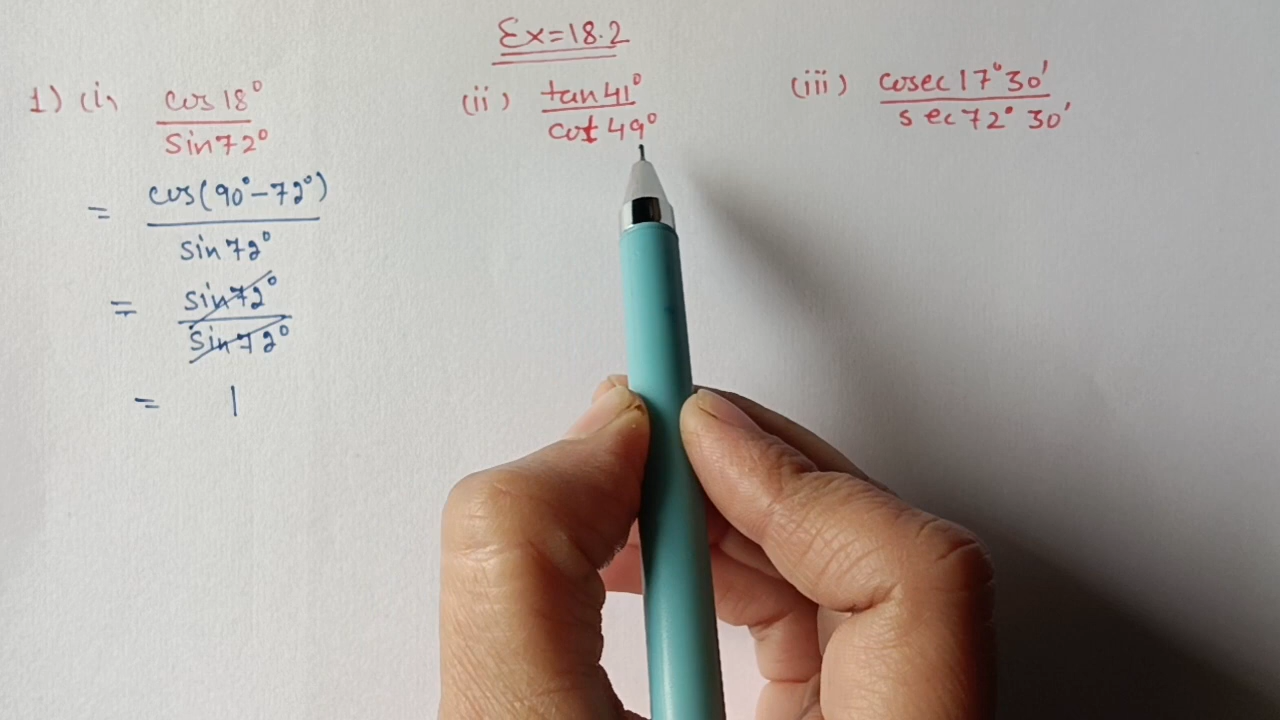 Ex=18.2
1) (i) cos 18° / sin 72°
= cos(90°-72°) / sin 72°
= sin 72° / sin 72°
= 1
(ii) tan 41° / cot 49°
(iii) cosec 17° 30' / sec 72° 30'